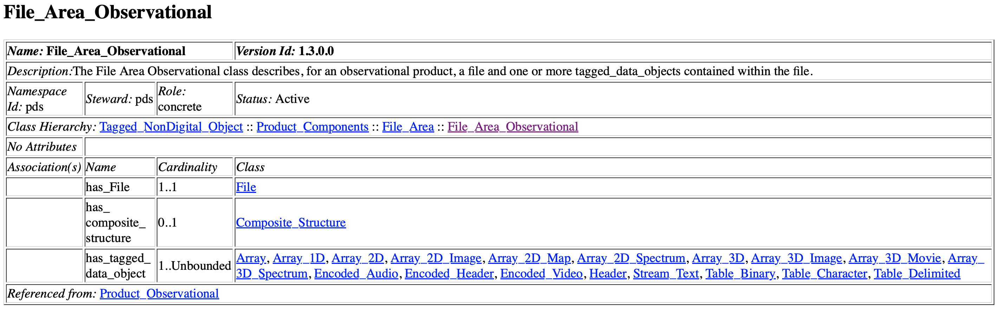 File_Area_Observational
Name: File_Area_Observational Version Id: 1.3.0.0
Description:The File Area Observational class describes, for an observational product, a file and one or more tagged_data_objects contained within the file.
Namespace Id: pds Steward: pds Role: concrete Status: Active
Class Hierarchy: Tagged_NonDigital_Object :: Product_Components :: File_Area :: File_Area_Observational
No Attributes
Association(s) Name Cardinality Class
has_File 1..1 File
has_composite_structure 0..1 Composite_Structure
has_tagged_data_object 1..Unbounded Array, Array_1D, Array_2D, Array_2D_Image, Array_2D_Map, Array_2D_Spectrum, Array_3D, Array_3D_Image, Array_3D_Movie, Array_
3D_Spectrum, Encoded_Audio, Encoded_Header, Encoded_Video, Header, Stream_Text, Table_Binary, Table_Character, Table_Delimited
Referenced from: Product_Observational